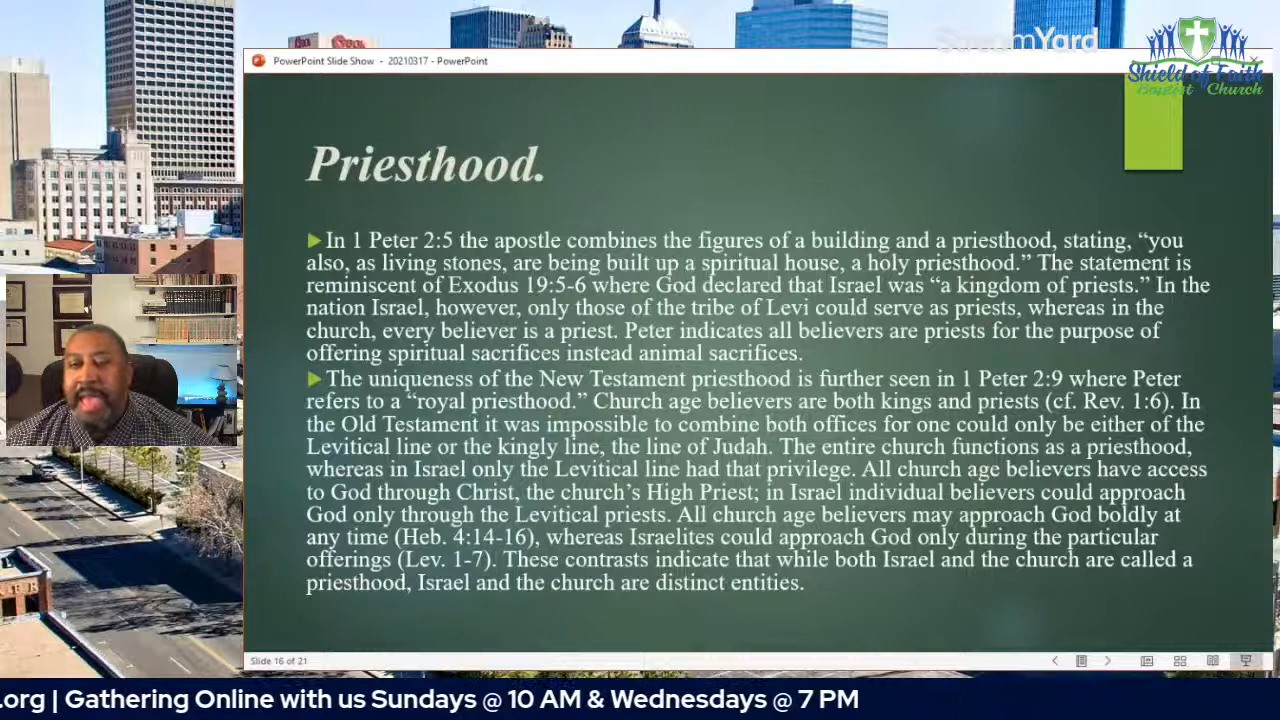 StreamYard
PowerPoint Slide Show - 20210317 - PowerPoint
Shield of Faith
Baptist Church
Priesthood.
In 1 Peter 2:5 the apostle combines the figures of a building and a priesthood, stating, “you
also, as living stones, are being built up a spiritual house, a holy priesthood.” The statement is
reminiscent of Exodus 19:5-6 where God declared that Israel was “a kingdom of priests.” In the
nation Israel, however, only those of the tribe of Levi could serve as priests, whereas in the
church, every believer is a priest. Peter indicates all believers are priests for the purpose of
offering spiritual sacrifices instead animal sacrifices.
The uniqueness of the New Testament priesthood is further seen in 1 Peter 2:9 where Peter
refers to a “royal priesthood.” Church age believers are both kings and priests (cf. Rev. 1:6). In
the Old Testament it was impossible to combine both offices for one could only be either of the
Levitical line or the kingly line, the line of Judah. The entire church functions as a priesthood,
whereas in Israel only the Levitical line had that privilege. All church age believers have access
to God through Christ, the church’s High Priest; in Israel individual believers could approach
God only through the Levitical priests. All church age believers may approach God boldly at
any time (Heb. 4:14-16), whereas Israelites could approach God only during the particular
offerings (Lev. 1-7). These contrasts indicate that while both Israel and the church are called a
priesthood, Israel and the church are distinct entities.
Slide 16 of 21
.org | Gathering Online with us Sundays @ 10 AM & Wednesdays @ 7 PM